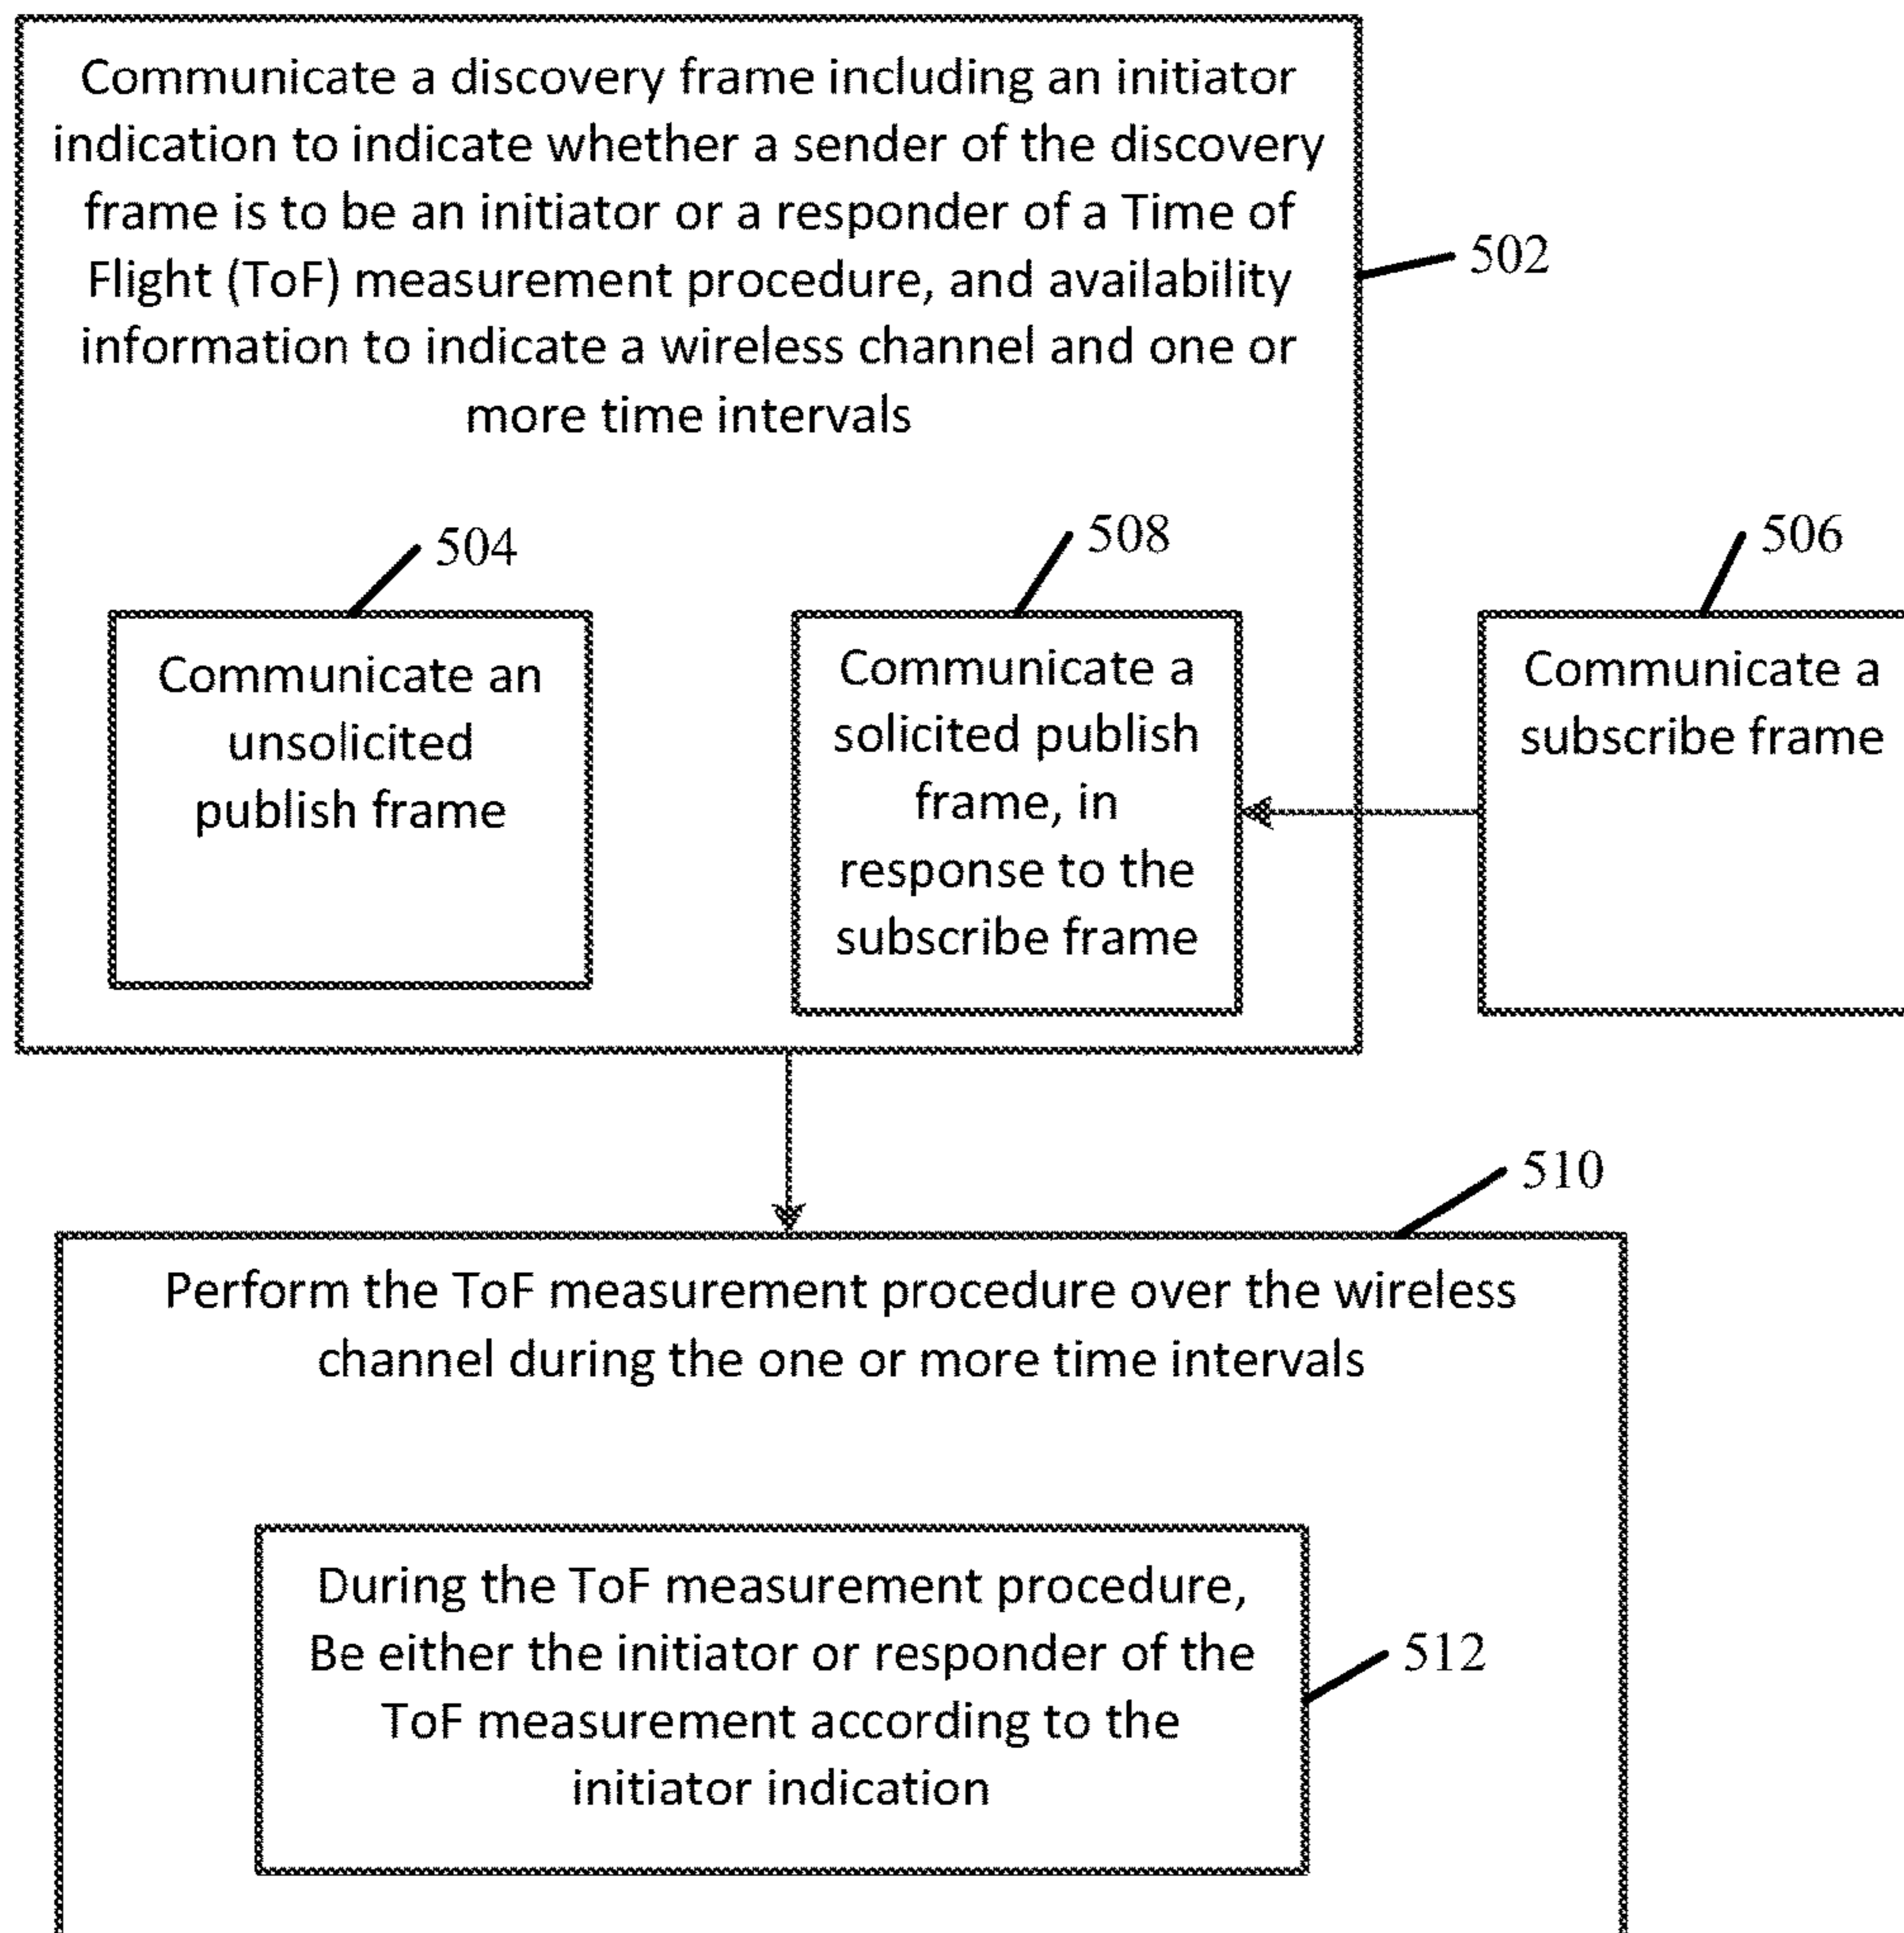 Communicate a discovery frame including an initiator
indication to indicate whether a sender of the discovery
frame is to be an initiator or a responder of a Time of
Flight (ToF) measurement procedure, and availability
information to indicate a wireless channel and one or
more time intervals
502
504
Communicate an
unsolicited
publish frame
508
Communicate a
solicited publish
frame, in
response to the
subscribe frame
506
Communicate a
subscribe frame
510
Perform the ToF measurement procedure over the wireless
channel during the one or more time intervals
During the ToF measurement procedure,
Be either the initiator or responder of the
ToF measurement according to the
initiator indication
512